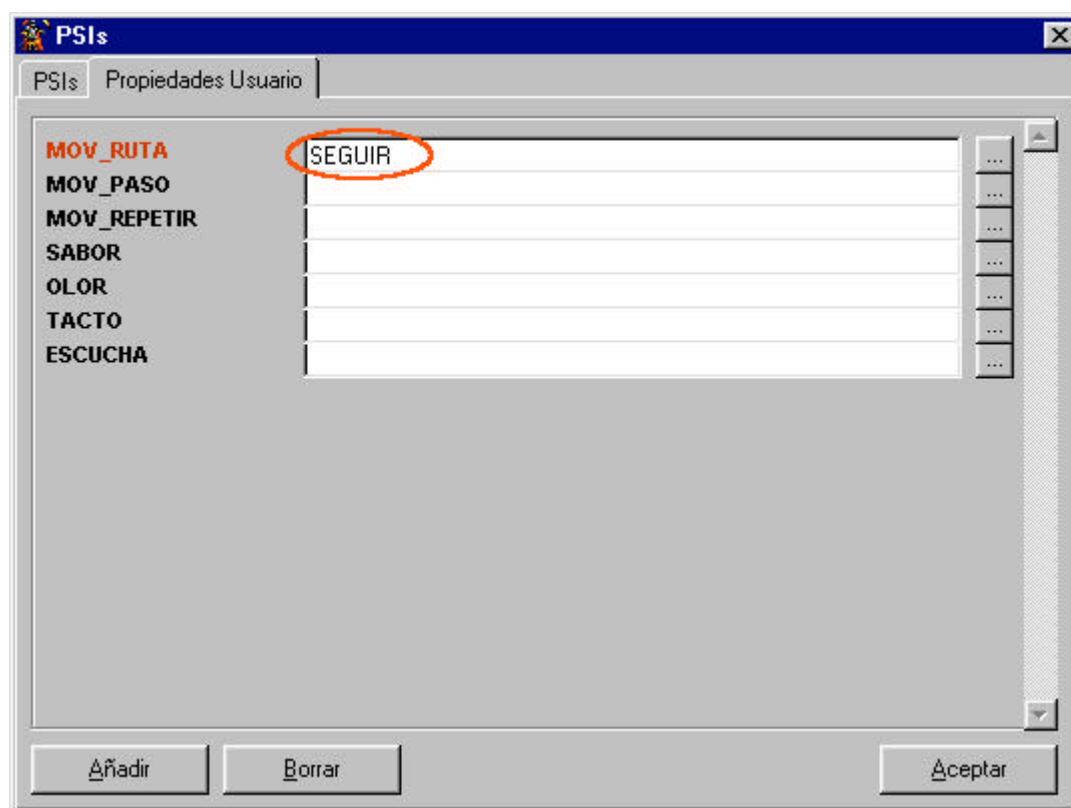 PSIs
PSIs Propiedades Usuario
MOV_RUTA SEGUIR ...
MOV_PASO ...
MOV_REPETIR ...
SABOR ...
OLOR ...
TACTO ...
ESCUCHA ...
Añadir Borrar Aceptar